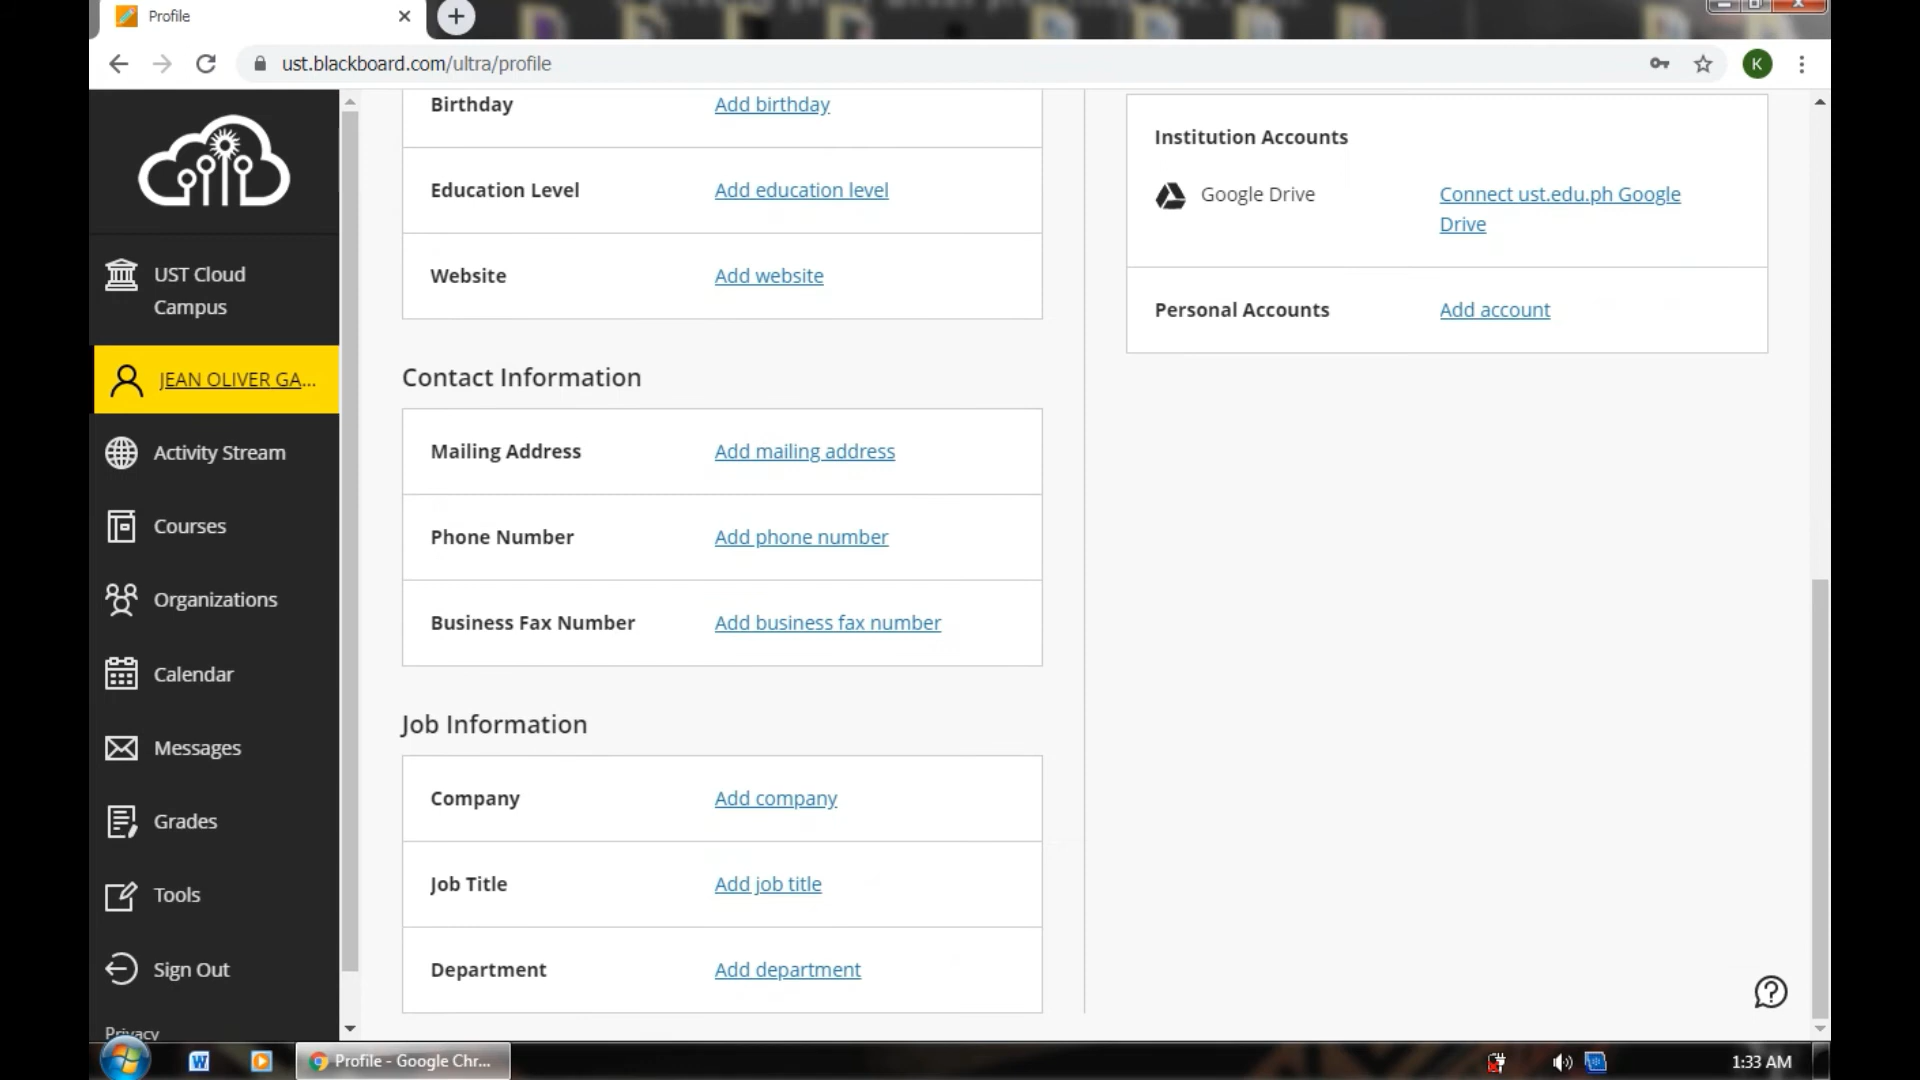 Profile
ust.blackboard.com/ultra/profile
K
UST Cloud
Campus
JEAN OLIVER GA...
Activity Stream
Courses
Organizations
Calendar
Messages
Grades
Tools
Sign Out
Privacy
Birthday Add birthday
Education Level Add education level
Website Add website
Contact Information
Mailing Address Add mailing address
Phone Number Add phone number
Business Fax Number Add business fax number
Job Information
Company Add company
Job Title Add job title
Department Add department
Institution Accounts
Google Drive Connect ust.edu.ph Google
Drive
Personal Accounts Add account
Profile - Google Chr...
1:33 AM